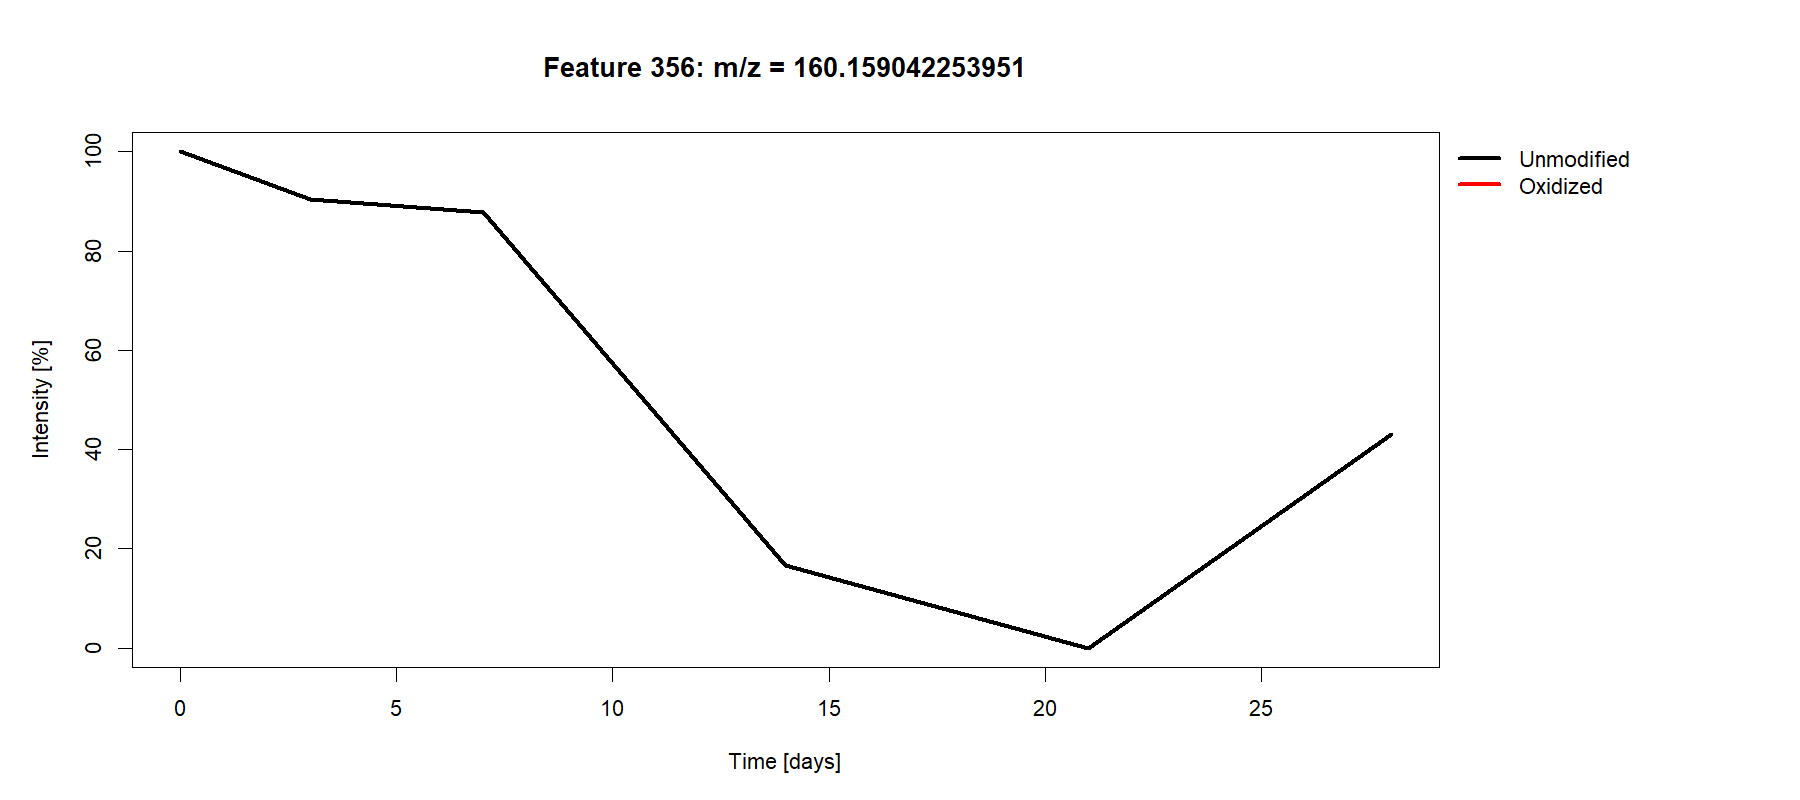 Feature 356: m/z = 160.159042253951
Unmodified
Oxidized
Intensity [%]
100
80
60
40
20
0
0 5 10 15 20 25
Time [days]